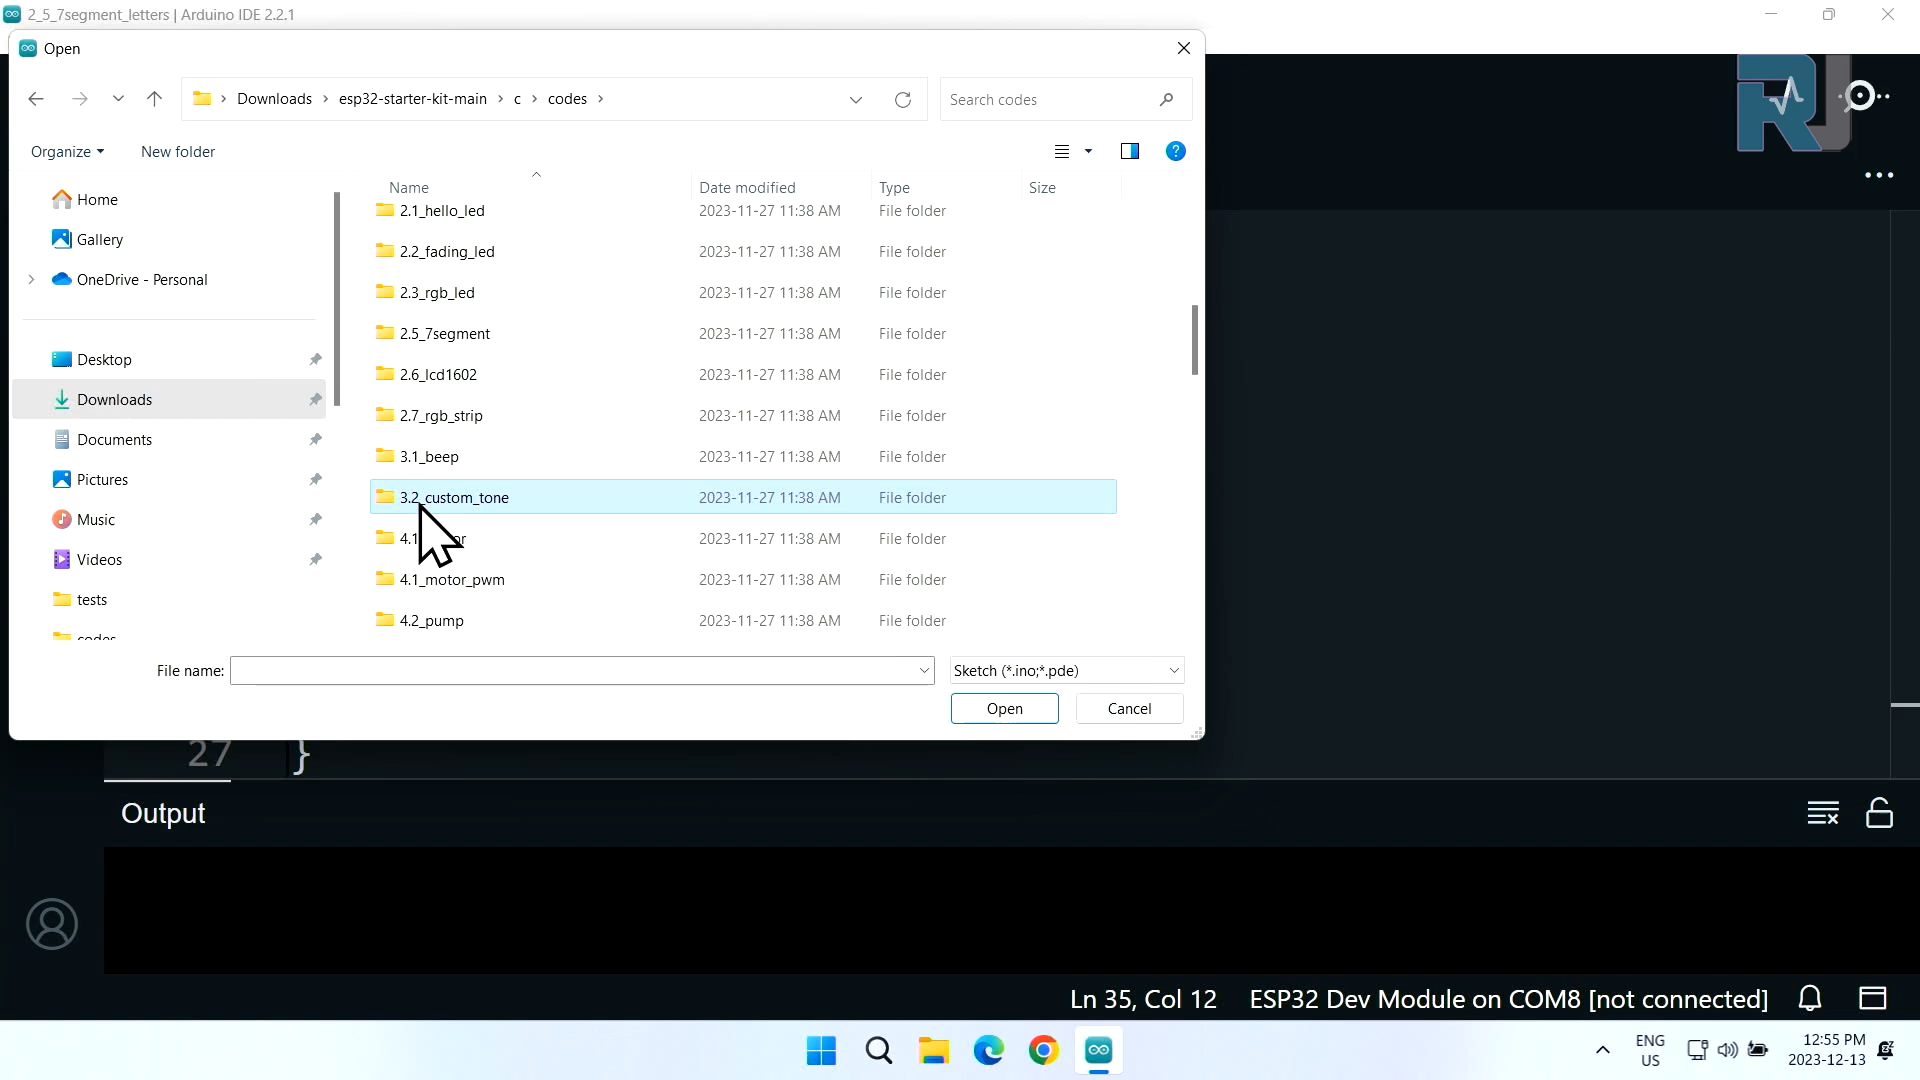 2_5_7segment_letters | Arduino IDE 2.2.1
Open
Downloads > esp32-starter-kit-main > c > codes >
Search codes
Organize
New folder
Name
Date modified
Type
Size
Home
Gallery
OneDrive - Personal
Desktop
Downloads
Documents
Pictures
Music
Videos
tests
codes
2.1_hello_led 2023-11-27 11:38 AM File folder
2.2_fading_led 2023-11-27 11:38 AM File folder
2.3_rgb_led 2023-11-27 11:38 AM File folder
2.5_7segment 2023-11-27 11:38 AM File folder
2.6_lcd1602 2023-11-27 11:38 AM File folder
2.7_rgb_strip 2023-11-27 11:38 AM File folder
3.1_beep 2023-11-27 11:38 AM File folder
3.2_custom_tone 2023-11-27 11:38 AM File folder
2023-11-27 11:38 AM File folder
4.1_motor_pwm 2023-11-27 11:38 AM File folder
4.2_pump 2023-11-27 11:38 AM File folder
File name:
Sketch (*.ino;*.pde)
Open
Cancel
RJ
27 }
Output
Ln 35, Col 12 ESP32 Dev Module on COM8 [not connected]
ENG
US
12:55 PM
2023-12-13